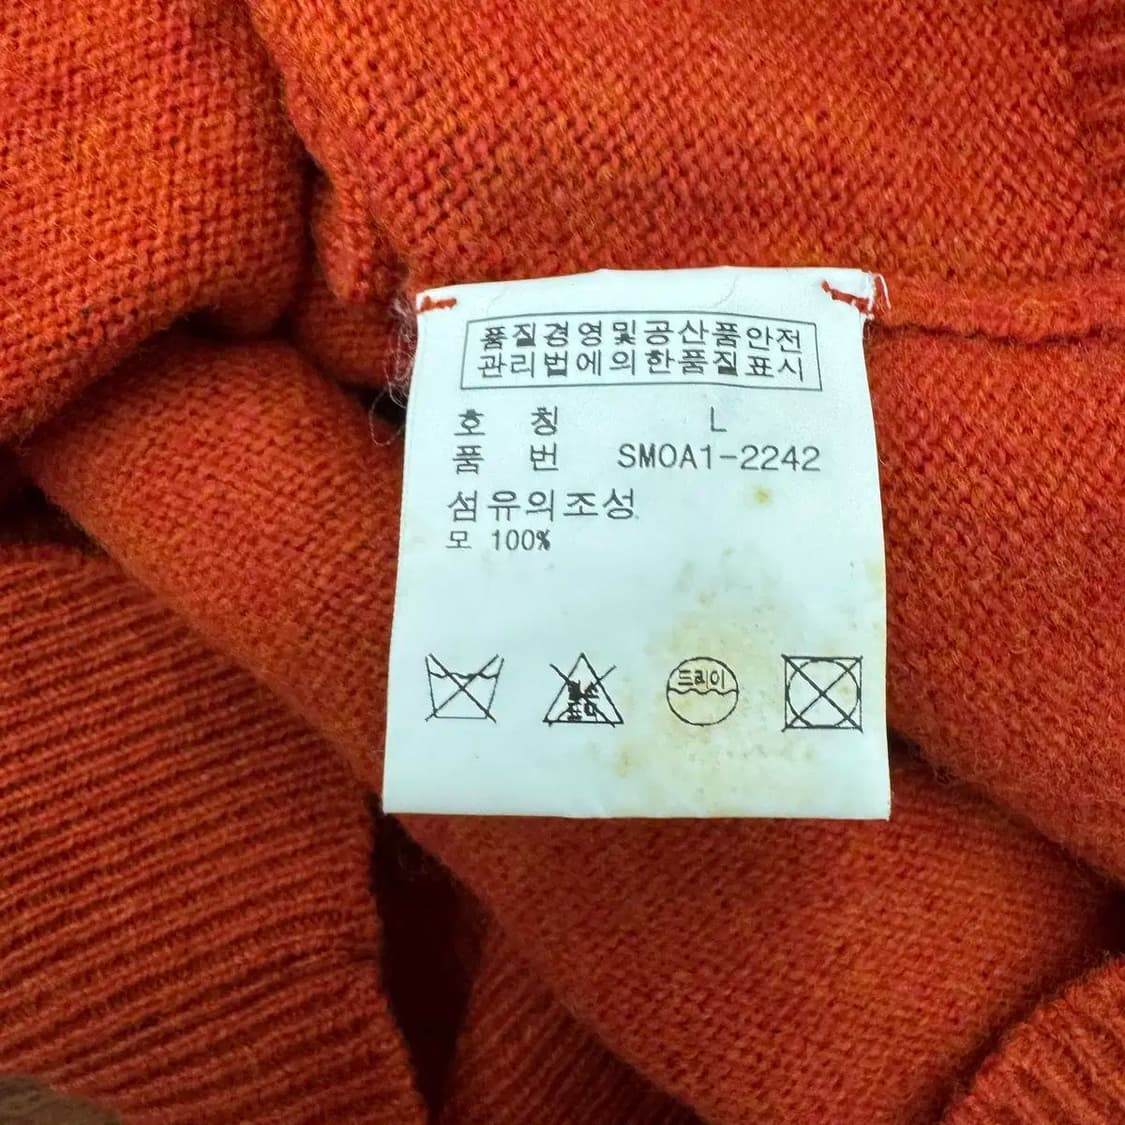 품질경영및공산품안전
관리법에의한품질표시
호 칭 L
품 번 SMOA1-2242
섬유의조성
모 100%
드라이